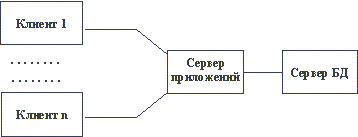 Клиент 1
. . . . . . . .
. . . . . . . .
Клиент n
Сервер
приложений
Сервер БД